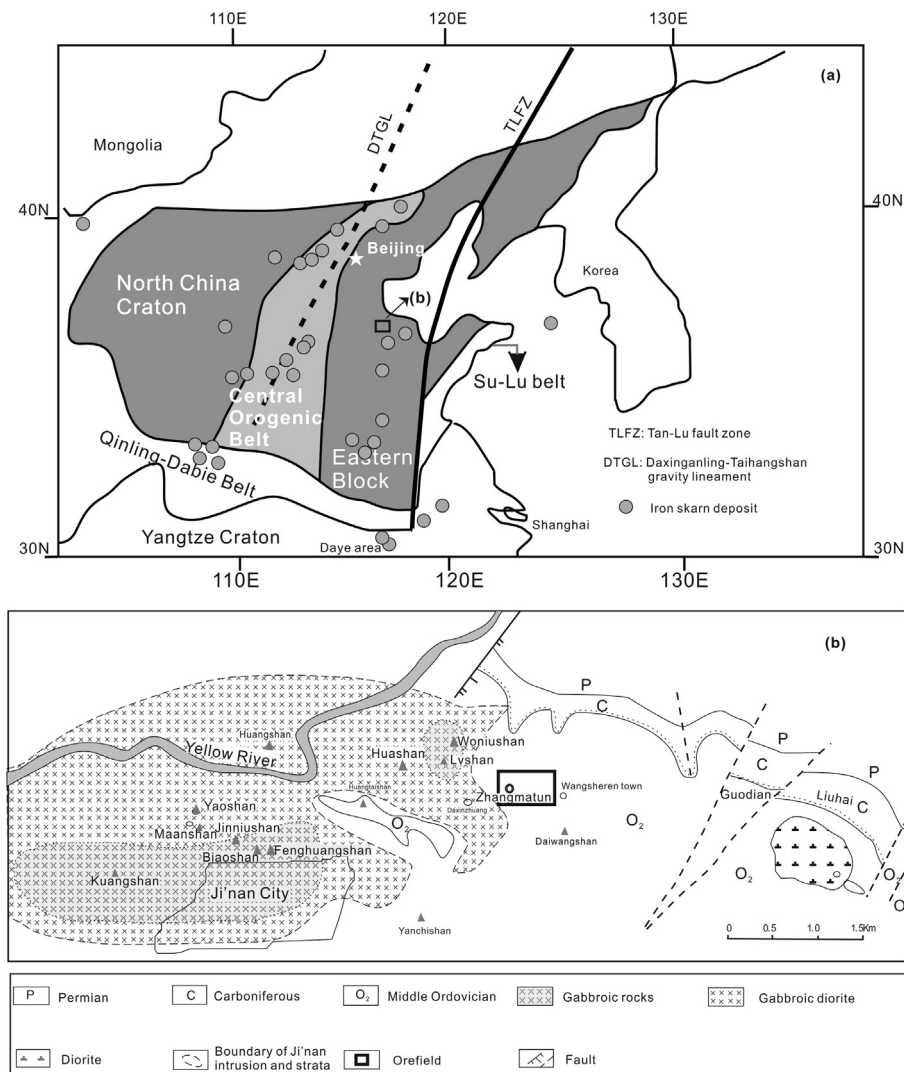 110E
120E
130E
(a)
Mongolia
DTGL
TLFZ
40N
40N
Beijing
North China
Craton
(b)
Korea
Su-Lu belt
Central
Orogenic
Belt
TLFZ: Tan-Lu fault zone
DTGL: Daxinganling-Taihangshan
gravity lineament
Qinling-Dabie Belt
Eastern
Block
Iron skarn deposit
Shanghai
Yangtze Craton
Daye area
30N
30N
110E
120E
130E
(b)
P
C
Huangshan
Woniushan
P
Yellow River
Huashan
Lvshan
C
P
Huangtaishan
Zhangmatun
Wangsheren town
Guodian
Liuhai
Daxinzhuang
C
Yaoshan
O2
O2
Maanshan
Jinniushan
Daiwangshan
Biaoshan
Fenghuangshan
O2
O2
Kuangshan
Ji'nan City
O
Yanchishan
0 0.5 1.0 1.5Km
P Permian
C Carboniferous
O2 Middle Ordovician
Gabbroic rocks
Gabbroic diorite
Diorite
Boundary of Ji'nan
intrusion and strata
Orefield
Fault